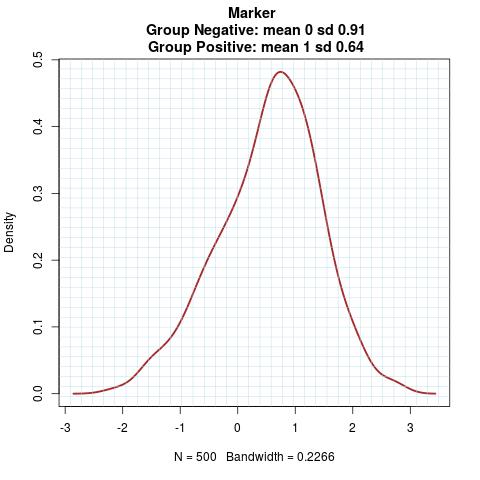 Marker
Group Negative: mean 0 sd 0.91
Group Positive: mean 1 sd 0.64
Density
0.5
0.4
0.3
0.2
0.1
0.0
-3 -2 -1 0 1 2 3
N = 500 Bandwidth = 0.2266